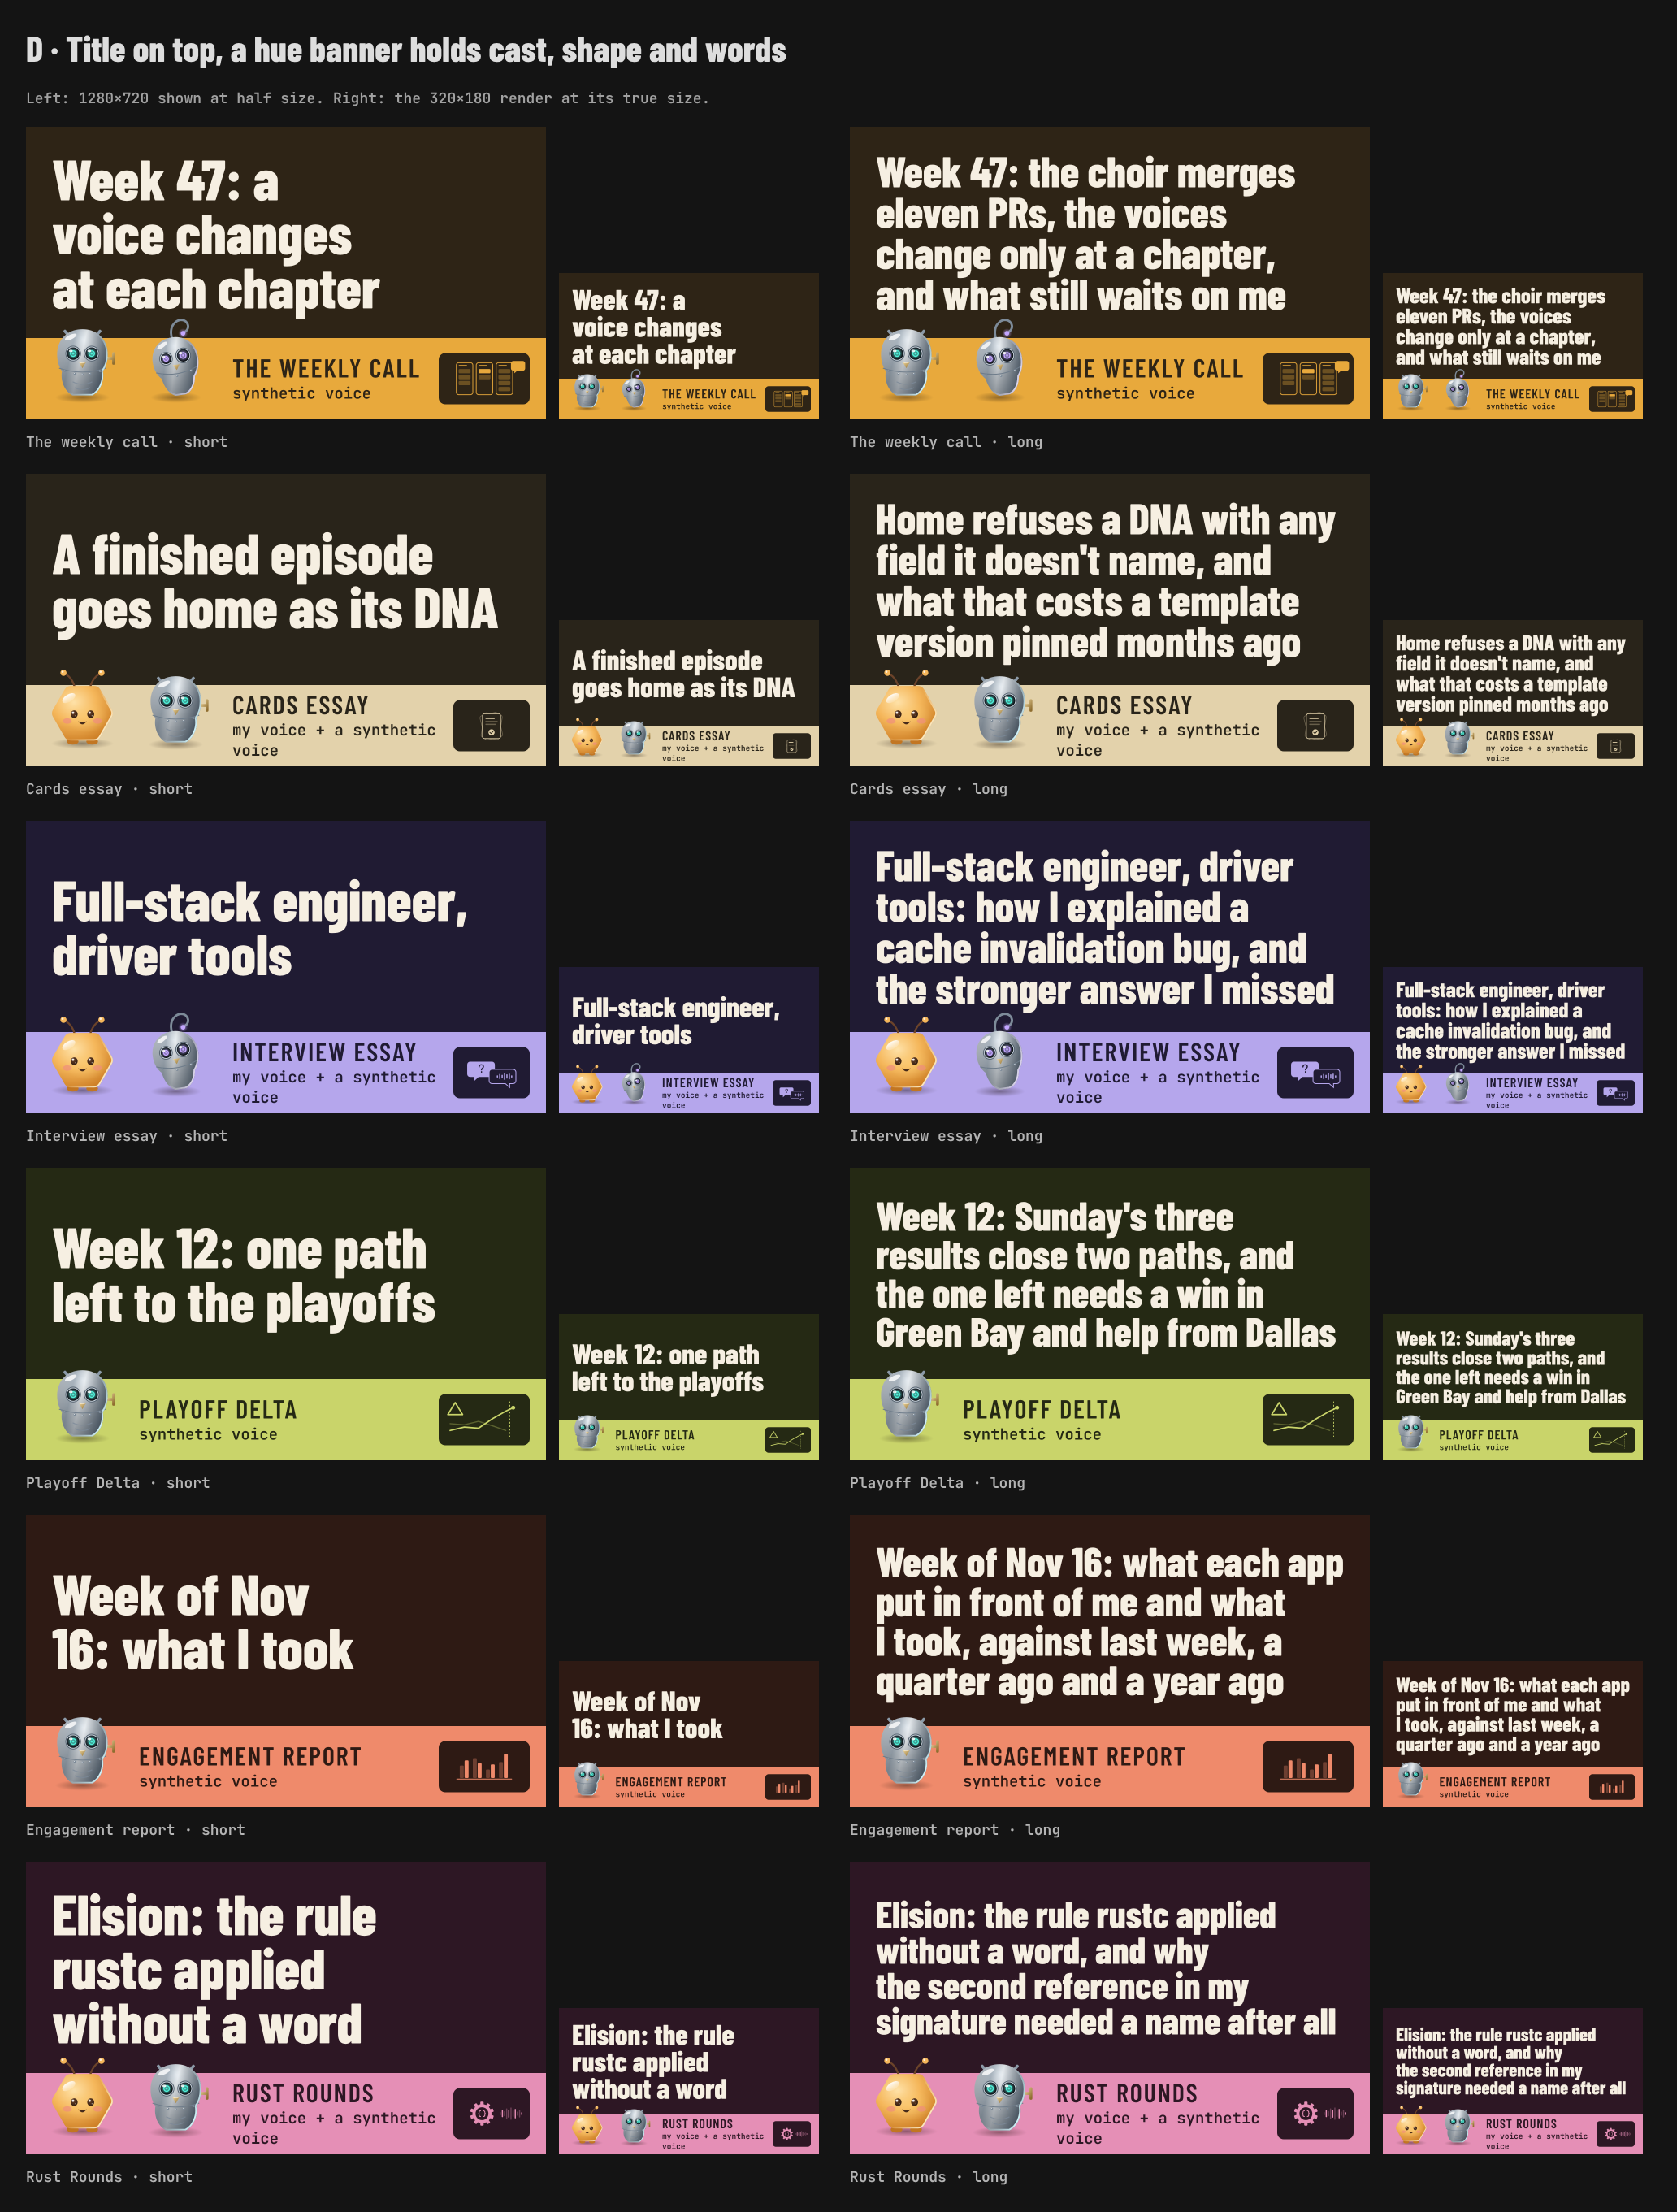 D · Title on top, a hue banner holds cast, shape and words
Left: 1280×720 shown at half size. Right: the 320×180 render at its true size.
Week 47: a
voice changes
at each chapter
THE WEEKLY CALL
synthetic voice
Week 47: a
voice changes
at each chapter
THE WEEKLY CALL
synthetic voice
The weekly call · short
Week 47: the choir merges
eleven PRs, the voices
change only at a chapter,
and what still waits on me
THE WEEKLY CALL
synthetic voice
Week 47: the choir merges
eleven PRs, the voices
change only at a chapter,
and what still waits on me
THE WEEKLY CALL
synthetic voice
The weekly call · long
A finished episode
goes home as its DNA
CARDS ESSAY
my voice + a synthetic
voice
A finished episode
goes home as its DNA
CARDS ESSAY
my voice + a synthetic
voice
Cards essay · short
Home refuses a DNA with any
field it doesn't name, and
what that costs a template
version pinned months ago
CARDS ESSAY
my voice + a synthetic
voice
Home refuses a DNA with any
field it doesn't name, and
what that costs a template
version pinned months ago
CARDS ESSAY
my voice + a synthetic
voice
Cards essay · long
Full-stack engineer,
driver tools
INTERVIEW ESSAY
my voice + a synthetic
voice
?
Full-stack engineer,
driver tools
INTERVIEW ESSAY
my voice + a synthetic
voice
?
Interview essay · short
Full-stack engineer, driver
tools: how I explained a
cache invalidation bug, and
the stronger answer I missed
INTERVIEW ESSAY
my voice + a synthetic
voice
?
Full-stack engineer, driver
tools: how I explained a
cache invalidation bug, and
the stronger answer I missed
INTERVIEW ESSAY
my voice + a synthetic
voice
?
Interview essay · long
Week 12: one path
left to the playoffs
PLAYOFF DELTA
synthetic voice
Week 12: one path
left to the playoffs
PLAYOFF DELTA
synthetic voice
Playoff Delta · short
Week 12: Sunday's three
results close two paths, and
the one left needs a win in
Green Bay and help from Dallas
PLAYOFF DELTA
synthetic voice
Week 12: Sunday's three
results close two paths, and
the one left needs a win in
Green Bay and help from Dallas
PLAYOFF DELTA
synthetic voice
Playoff Delta · long
Week of Nov
16: what I took
ENGAGEMENT REPORT
synthetic voice
Week of Nov
16: what I took
ENGAGEMENT REPORT
synthetic voice
Engagement report · short
Week of Nov 16: what each app
put in front of me and what
I took, against last week, a
quarter ago and a year ago
ENGAGEMENT REPORT
synthetic voice
Week of Nov 16: what each app
put in front of me and what
I took, against last week, a
quarter ago and a year ago
ENGAGEMENT REPORT
synthetic voice
Engagement report · long
Elision: the rule
rustc applied
without a word
RUST ROUNDS
my voice + a synthetic
voice
Elision: the rule
rustc applied
without a word
RUST ROUNDS
my voice + a synthetic
voice
Rust Rounds · short
Elision: the rule rustc applied
without a word, and why
the second reference in my
signature needed a name after all
RUST ROUNDS
my voice + a synthetic
voice
Elision: the rule rustc applied
without a word, and why
the second reference in my
signature needed a name after all
RUST ROUNDS
my voice + a synthetic
voice
Rust Rounds · long